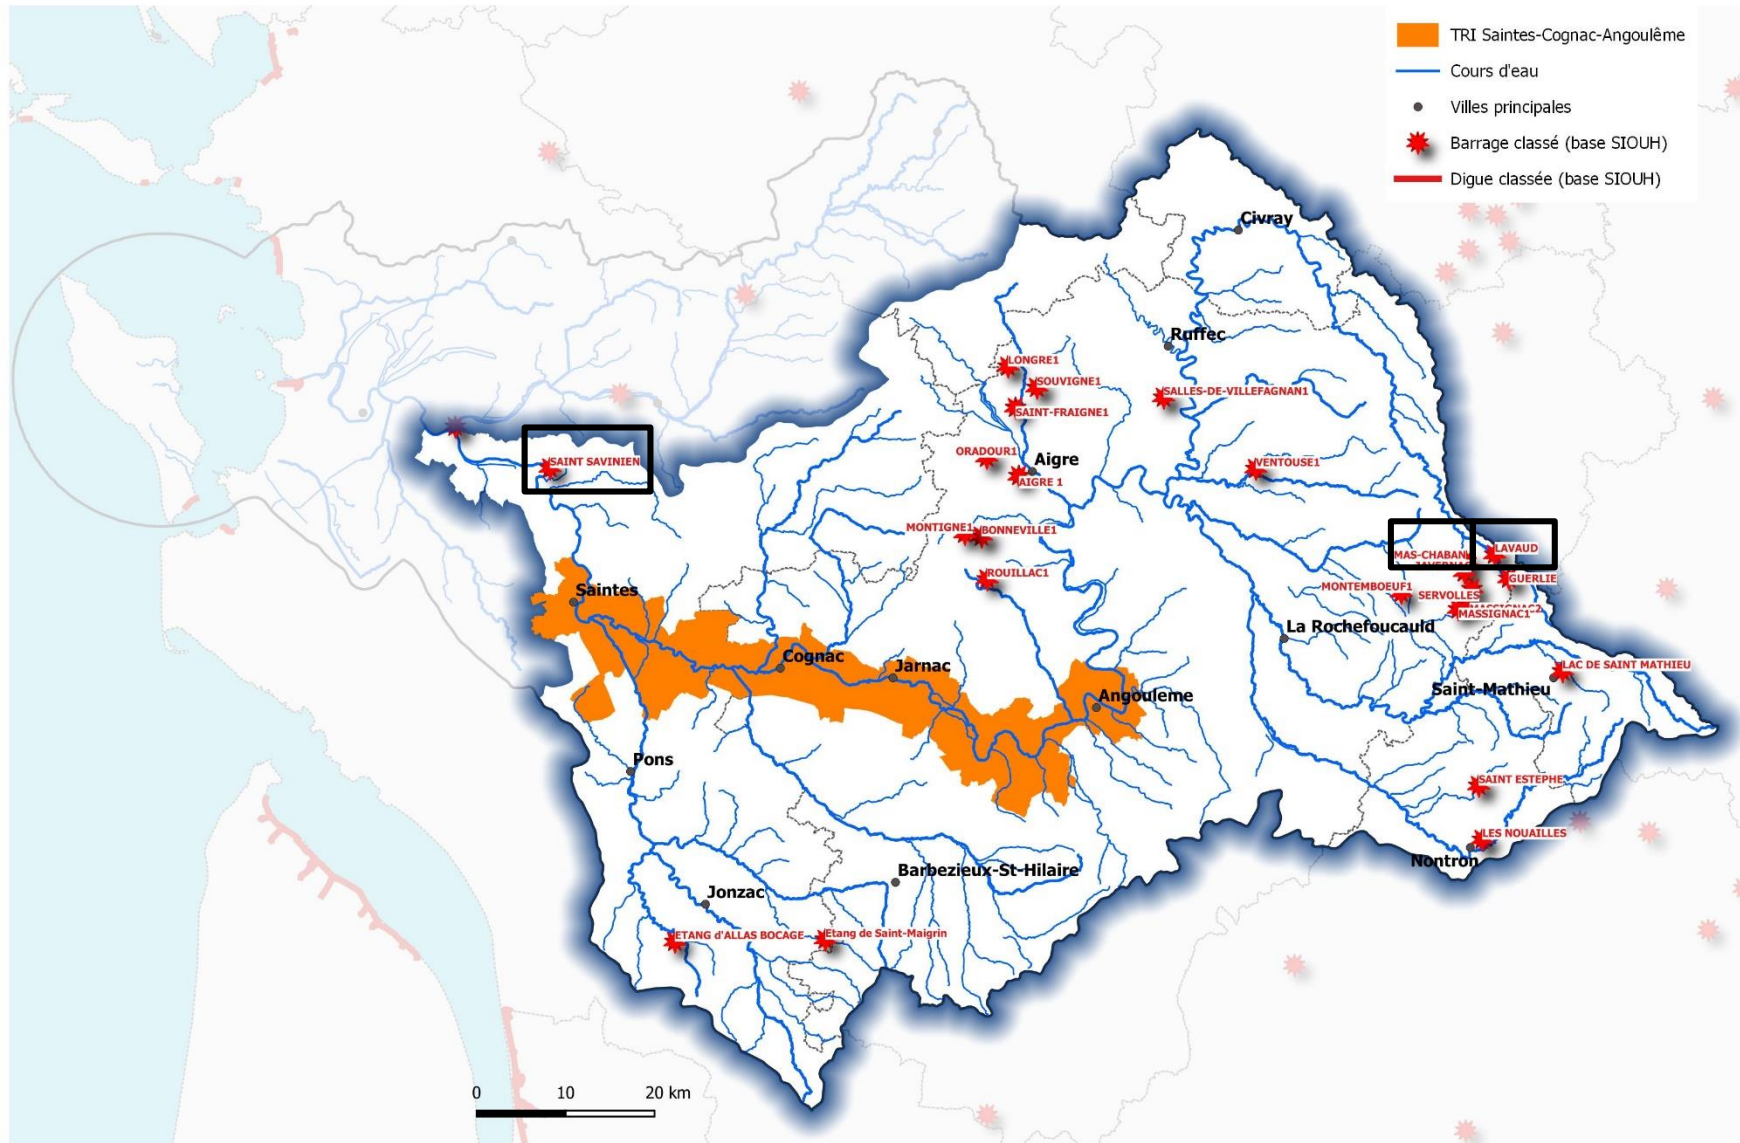 TRI Saintes-Cognac-Angoulême
Cours d'eau
Villes principales
Barrage classé (base SIOUH)
Digue classée (base SIOUH)
Civray
Ruffec
LONGRE1
SOUVIGNE1
SALLES-DE-VILLEFAGNAN1
SAINT-FRAIGNE1
ORADOUR1
Aigre
AIGRE 1
SAINT SAVINIEN
VENTOUSE1
MONTIGNE1
BONNEVILLE1
ROUILLAC1
MAS-CHABAN
LAVAUD
GUERLIE
MONTEMBOEUF1
SERVOLLES
MASSIGNAC2
MASSIGNAC1
Saintes
La Rochefoucauld
Cognac
Jarnac
LAC DE SAINT MATHIEU
Saint-Mathieu
Angouleme
Pons
SAINT ESTEPHE
LES NOUAILLES
Nontron
Barbezieux-St-Hilaire
Jonzac
ETANG d'ALLAS BOCAGE
Etang de Saint-Maigrin
0 10 20 km